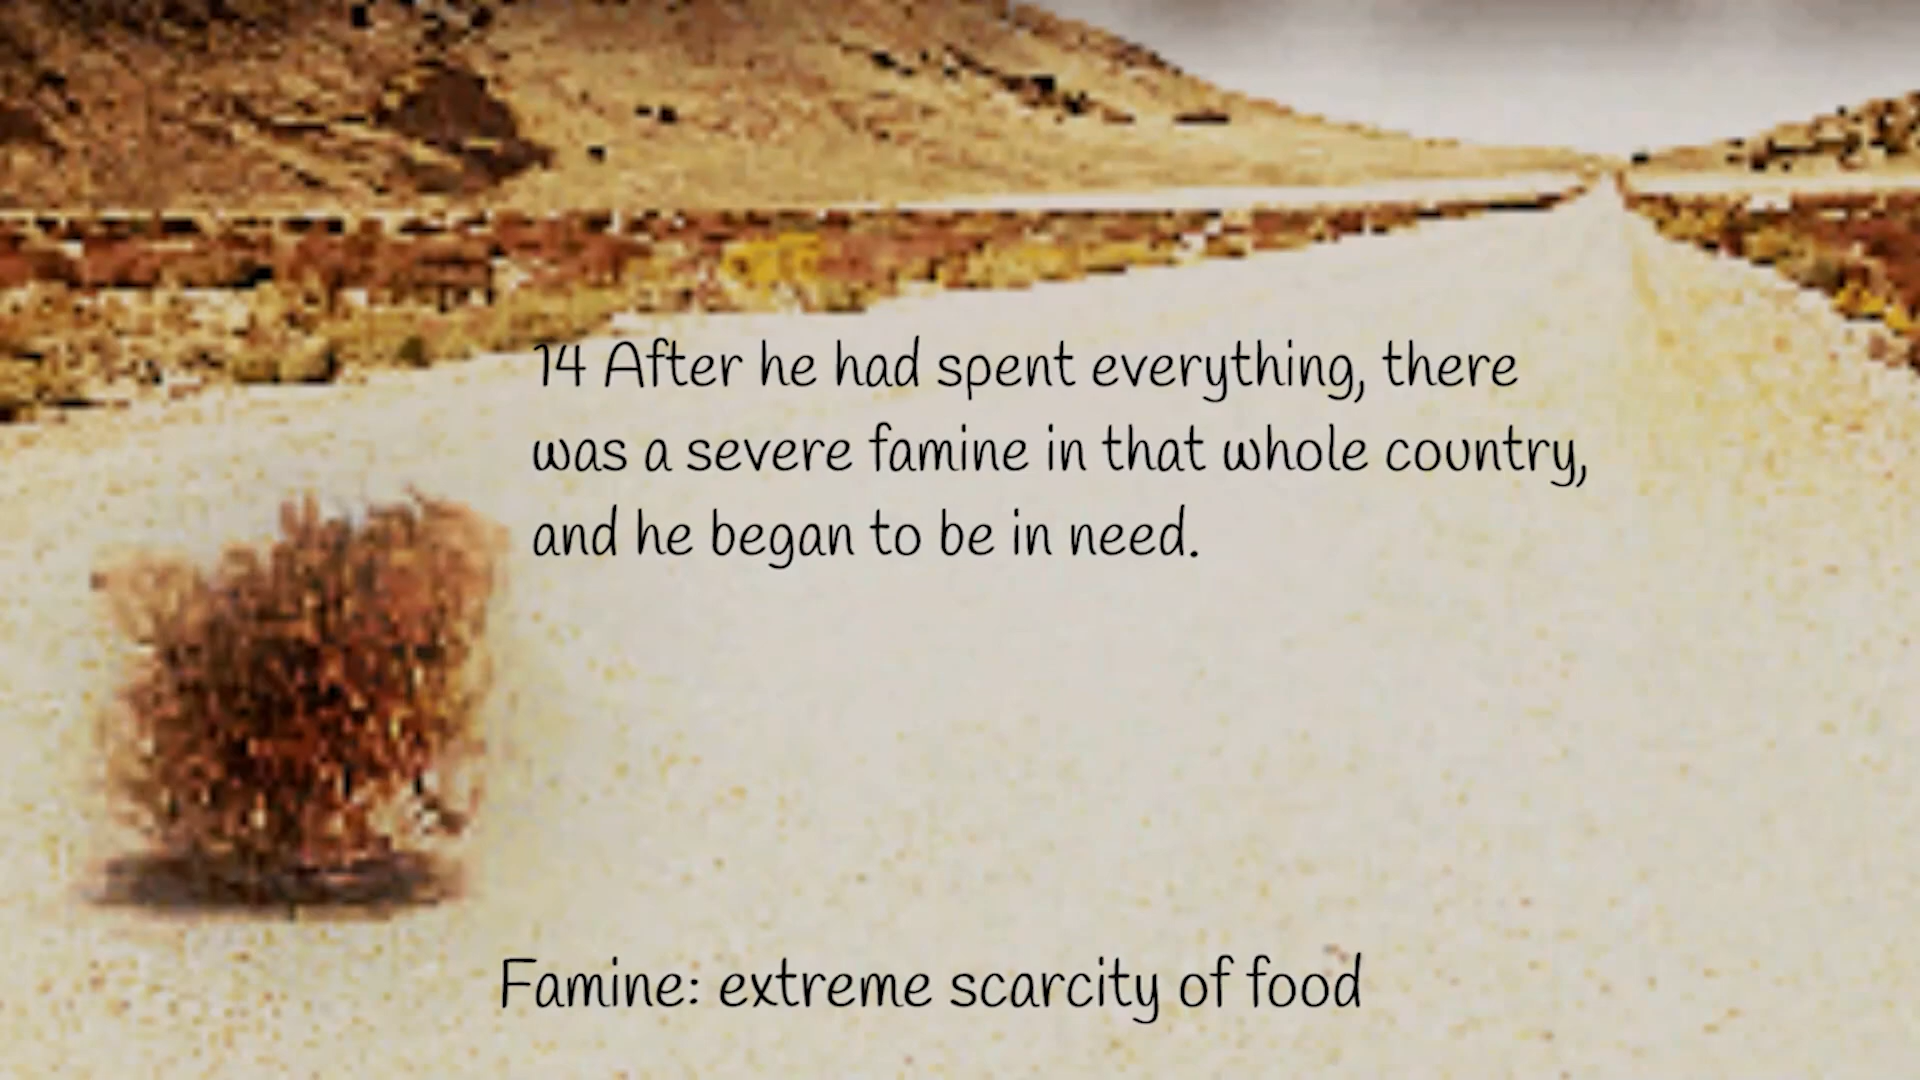 14 After he had spent everything, there
was a severe famine in that whole country,
and he began to be in need.
Famine: extreme scarcity of food